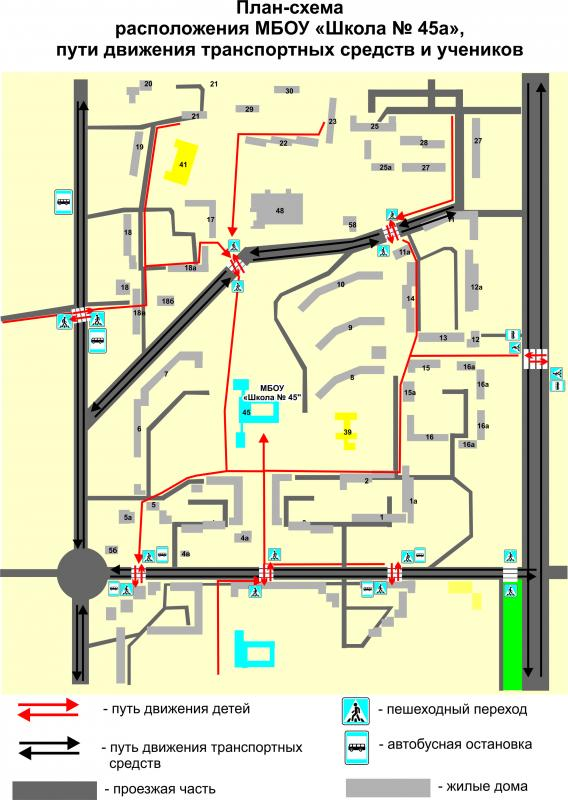 План-схема
расположения МБОУ «Школа № 45а»,
пути движения транспортных средств и учеников
20
21
30
29
21
23
22
25
28
27
19
41
25а
27
17
48
58
18
11а
18а
10
14
12а
18
18б
18а
9
13
12
7
8
15
16а
МБОУ
«Школа № 45"
45
15а
16а
6
39
16
16а
2
1а
5
5а
1
4а
5б
4в
- путь движения детей
- пешеходный переход
- путь движения транспортных
средств
- автобусная остановка
- проезжая часть
- жилые дома